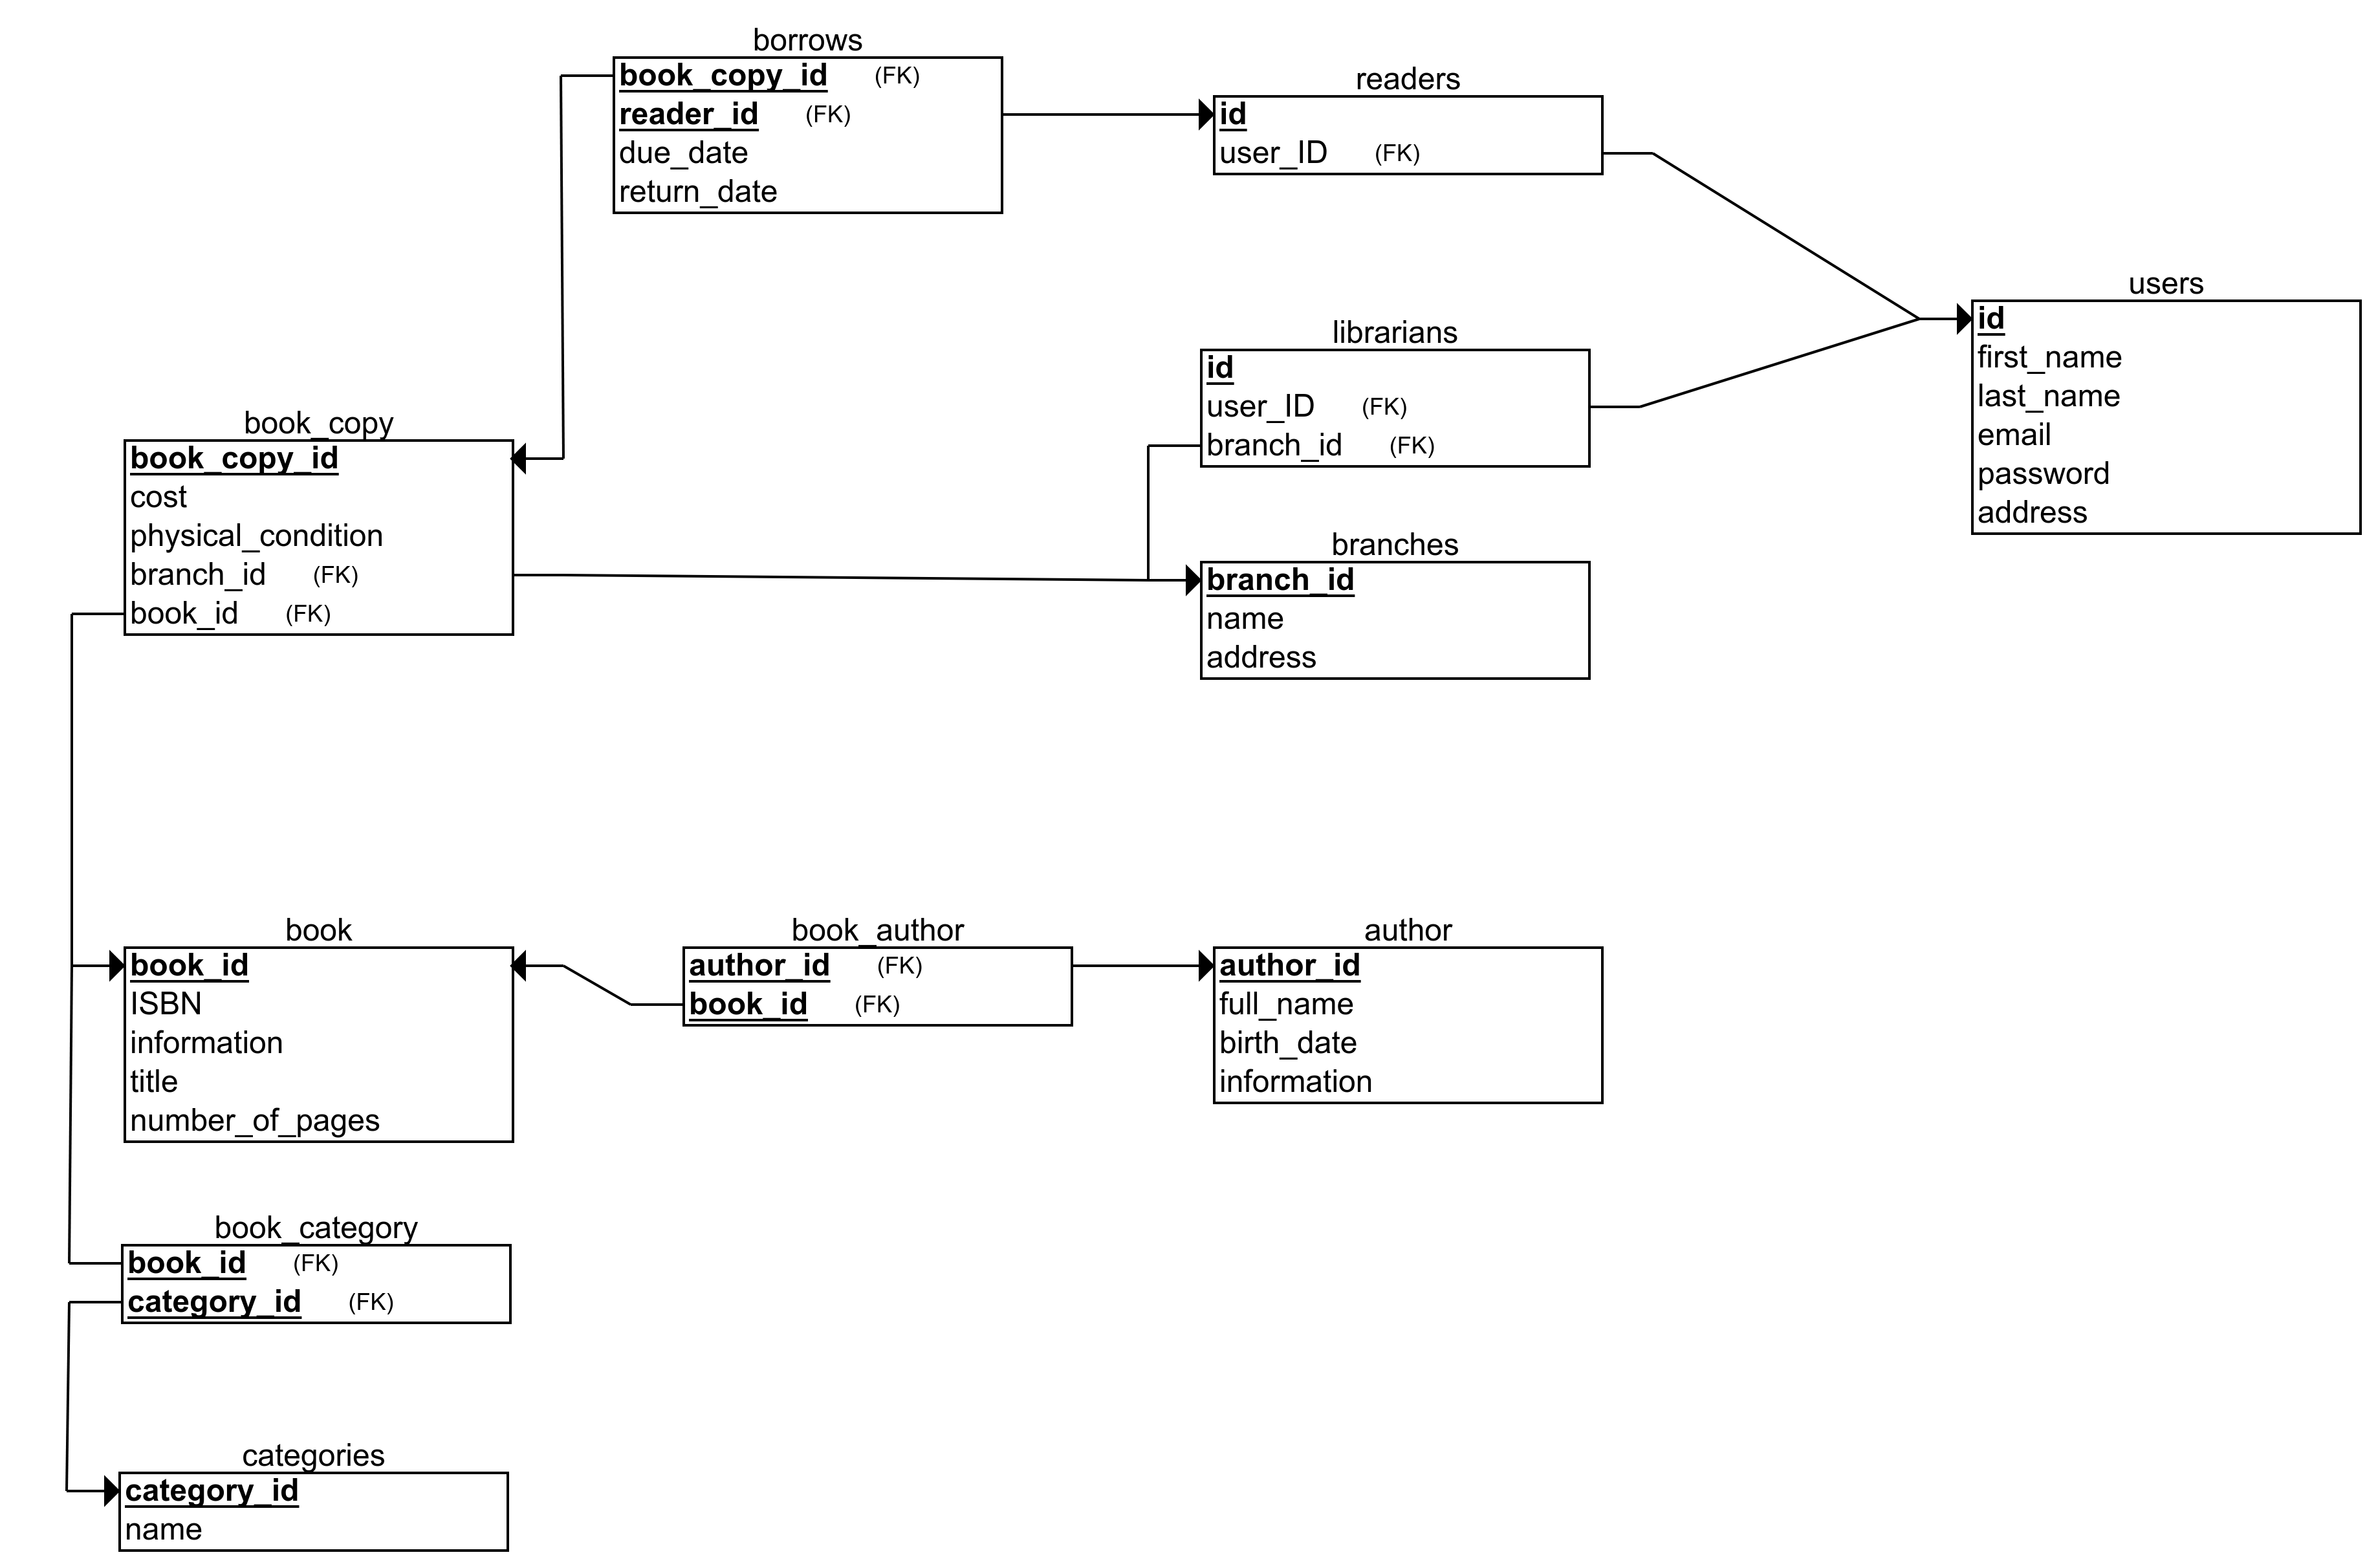 borrows
book_copy_id (FK)
reader_id (FK)
due_date
return_date
readers
id
user_ID (FK)
users
id
first_name
last_name
email
password
address
librarians
id
user_ID (FK)
branch_id (FK)
book_copy
book_copy_id
cost
physical_condition
branch_id (FK)
book_id (FK)
branches
branch_id
name
address
book
book_id
ISBN
information
title
number_of_pages
book_author
author_id (FK)
book_id (FK)
author
author_id
full_name
birth_date
information
book_category
book_id (FK)
category_id (FK)
categories
category_id
name